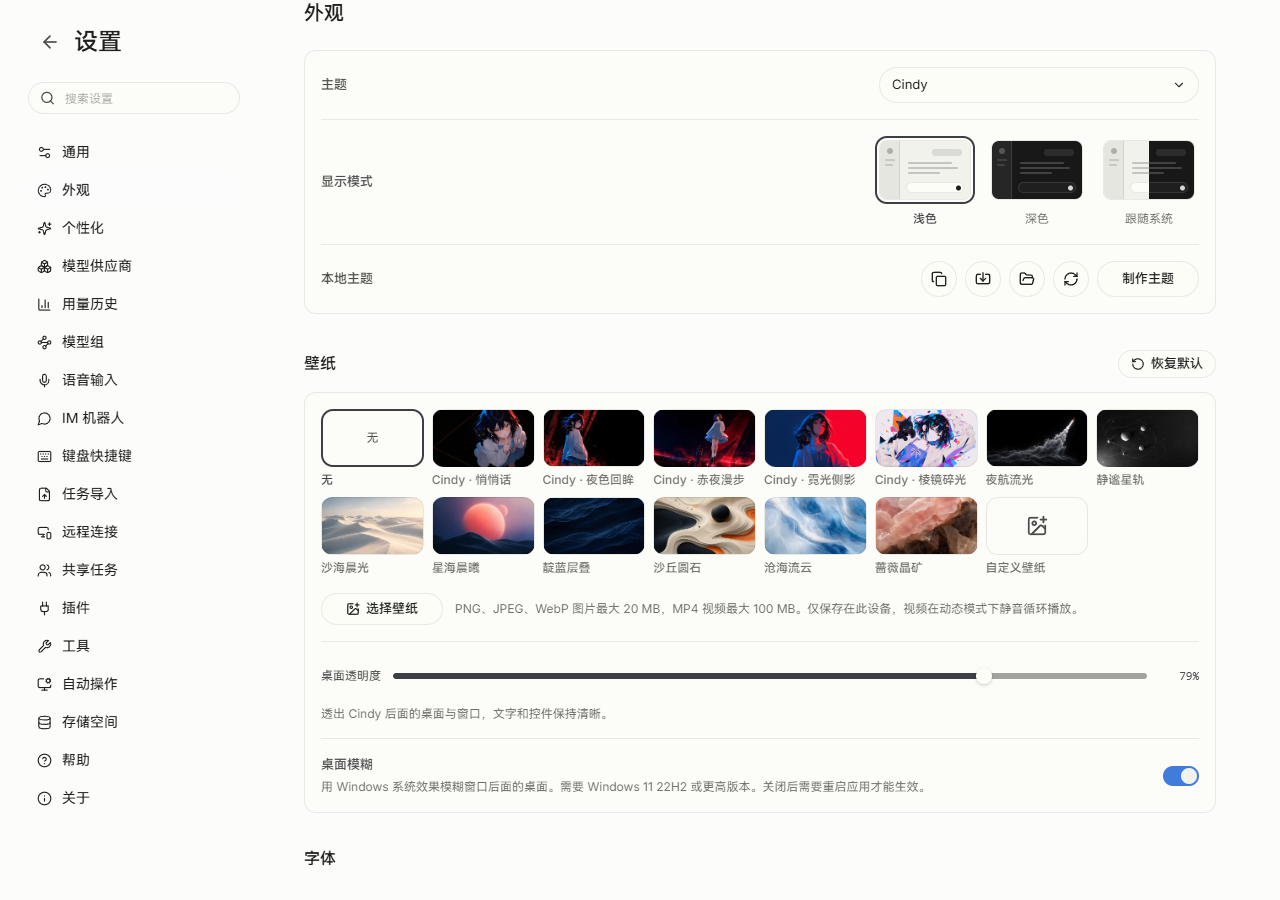 设置
搜索设置
通用
外观
个性化
模型供应商
用量历史
模型组
语音输入
IM 机器人
键盘快捷键
任务导入
远程连接
共享任务
插件
工具
自动操作
存储空间
帮助
关于
外观
主题
Cindy
显示模式
浅色
深色
跟随系统
本地主题
制作主题
壁纸
恢复默认
无
无
Cindy · 悄悄话
Cindy · 夜色回眸
Cindy · 赤夜漫步
Cindy · 霓光侧影
Cindy · 棱镜碎光
夜航流光
静谧星轨
沙海晨光
星海晨曦
靛蓝层叠
沙丘圆石
沧海流云
蔷薇晶矿
自定义壁纸
选择壁纸
PNG、JPEG、WebP 图片最大 20 MB，MP4 视频最大 100 MB。仅保存在此设备，视频在动态模式下静音循环播放。
桌面透明度
79%
透出 Cindy 后面的桌面与窗口，文字和控件保持清晰。
桌面模糊
用 Windows 系统效果模糊窗口后面的桌面。需要 Windows 11 22H2 或更高版本。关闭后需要重启应用才能生效。
字体